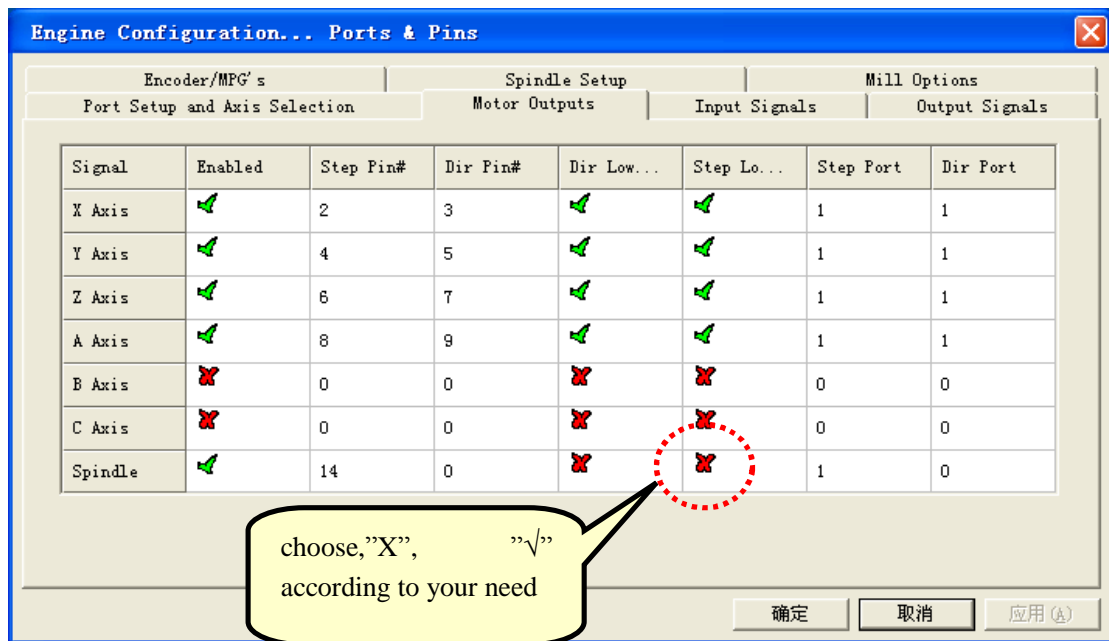 Engine Configuration... Ports & Pins
Encoder/MPG's Spindle Setup Mill Options
Port Setup and Axis Selection Motor Outputs Input Signals Output Signals
Signal Enabled Step Pin# Dir Pin# Dir Low... Step Lo... Step Port Dir Port
X Axis 2 3 1 1
Y Axis 4 5 1 1
Z Axis 6 7 1 1
A Axis 8 9 1 1
B Axis 0 0 0 0
C Axis 0 0 0 0
Spindle 14 0 1 0
choose,”X”, ”√”
according to your need
确定 取消 应用(A)